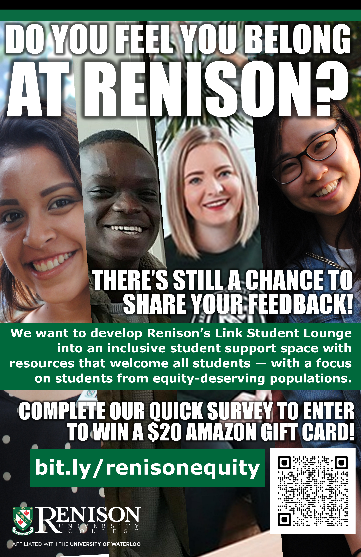 DO YOU FEEL YOU BELONG
AT RENISON?
THERE'S STILL A CHANCE TO
SHARE YOUR FEEDBACK!
We want to develop Renison's Link Student Lounge
into an inclusive student support space with
resources that welcome all students — with a focus
on students from equity-deserving populations.
COMPLETE OUR QUICK SURVEY TO ENTER
TO WIN A $20 AMAZON GIFT CARD!
bit.ly/renisonequity
RENISON
UNIVERSITY
AFFILIATED WITH THE UNIVERSITY OF WATERLOO